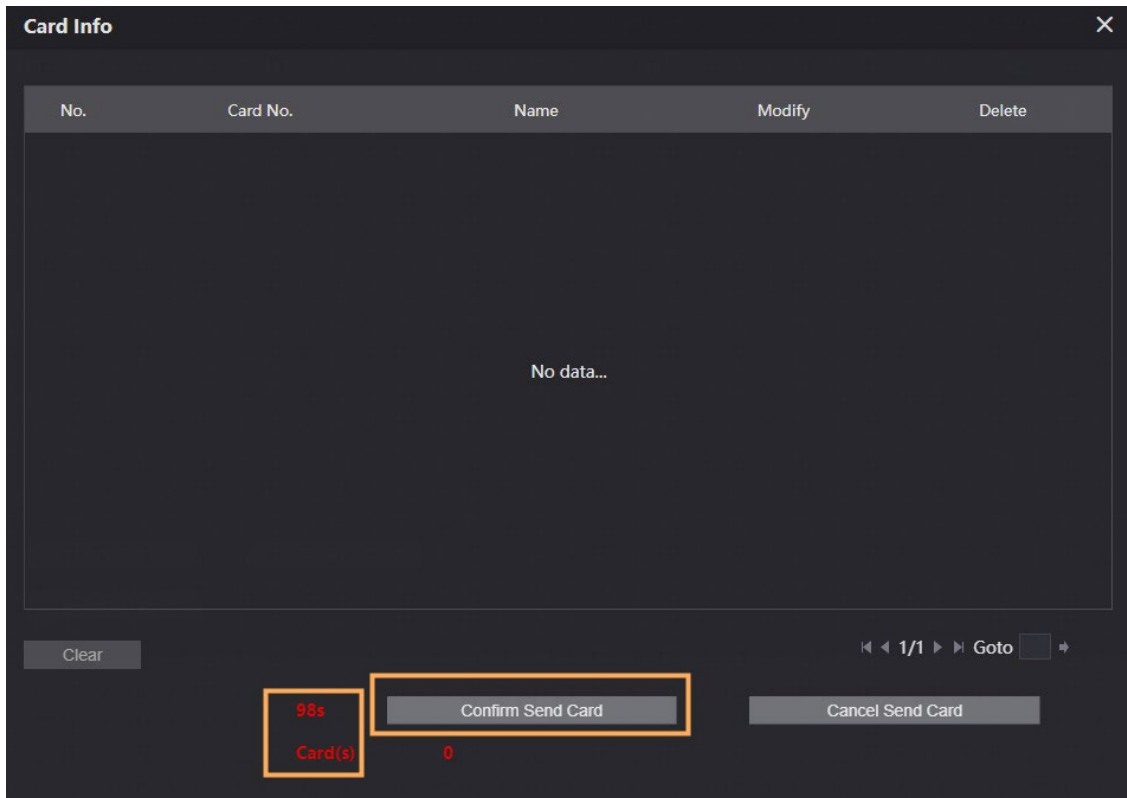 Card Info
No. Card No. Name Modify Delete
No data...
Clear 1/1 Goto
98s Confirm Send Card Cancel Send Card
Card(s) 0